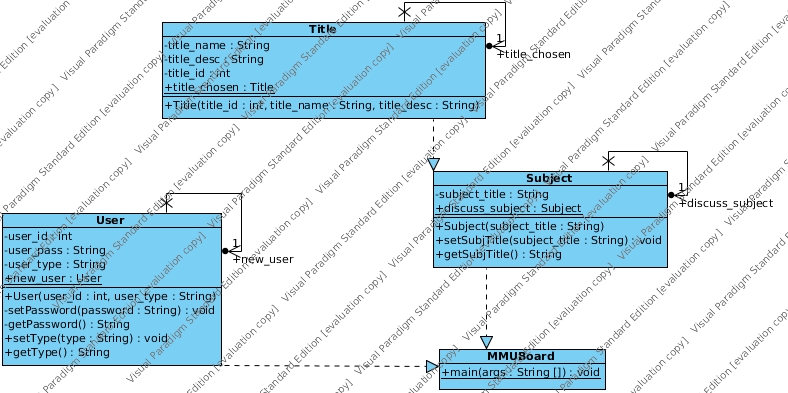 Title
-title_name : String
-title_desc : String
-title_id : int
+title_chosen : Title
+Title(title_id : int, title_name : String, title_desc : String)
1
+title_chosen
Subject
-subject_title : String
+discuss_subject : Subject
+Subject(subject_title : String)
+setSubjTitle(subject_title : String) : void
+getSubjTitle() : String
1
+discuss_subject
User
-user_id : int
-user_pass : String
-user_type : String
+new_user : User
+User(user_id : int, user_type : String)
-setPassword(password : String) : void
-getPassword() : String
+setType(type : String) : void
+getType() : String
1
+new_user
MMUBoard
+main(args : String []) : void
Visual Paradigm Standard Edition [evaluation copy]